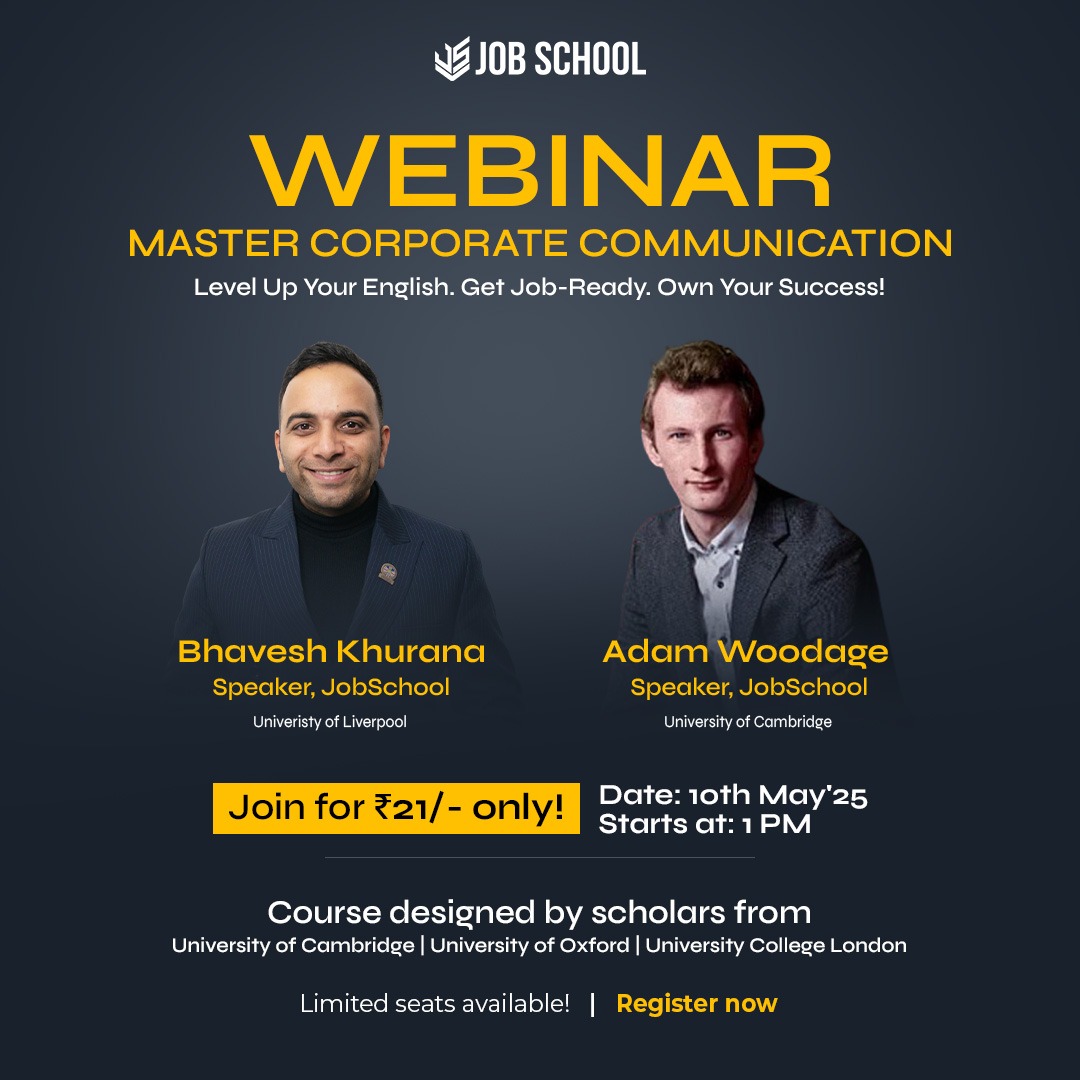 JOB SCHOOL
WEBINAR
MASTER CORPORATE COMMUNICATION
Level Up Your English. Get Job-Ready. Own Your Success!
Bhavesh Khurana
Speaker, JobSchool
Univeristy of Liverpool
Adam Woodage
Speaker, JobSchool
University of Cambridge
Join for ₹21/- only!
Date: 10th May'25
Starts at: 1 PM
Course designed by scholars from
University of Cambridge | University of Oxford | University College London
Limited seats available! | Register now